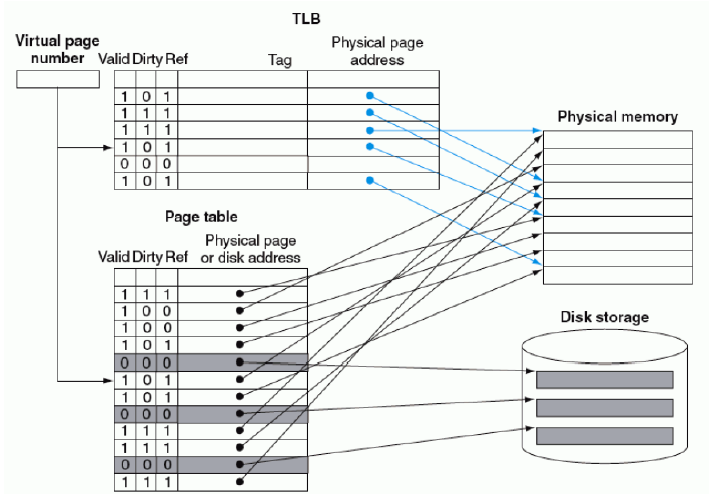 TLB
Virtual page
number
Valid Dirty Ref
Tag
Physical page
address
1 0 1
1 1 1
1 1 1
1 0 1
0 0 0
1 0 1
Physical memory
Page table
Valid Dirty Ref
Physical page
or disk address
1 1 1
1 0 0
1 0 0
1 0 1
0 0 0
1 0 1
1 0 1
0 0 0
1 1 1
1 1 1
0 0 0
1 1 1
Disk storage